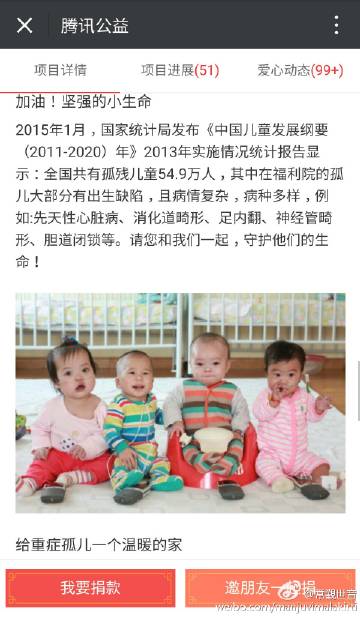 腾讯公益
项目详情
项目进展(51)
爱心动态(99+)
加油！坚强的小生命
2015年1月，国家统计局发布《中国儿童发展纲要
（2011-2020）年》2013年实施情况统计报告显
示：全国共有孤残儿童54.9万人，其中在福利院的孤
儿大部分有出生缺陷，且病情复杂，病种多样，例
如:先天性心脏病、消化道畸形、足内翻、神经管畸
形、胆道闭锁等。请您和我们一起，守护他们的生
命！
给重症孤儿一个温暖的家
我要捐款
邀朋友一起捐
@常觀世音
weibo.com/manjuvimalakirti